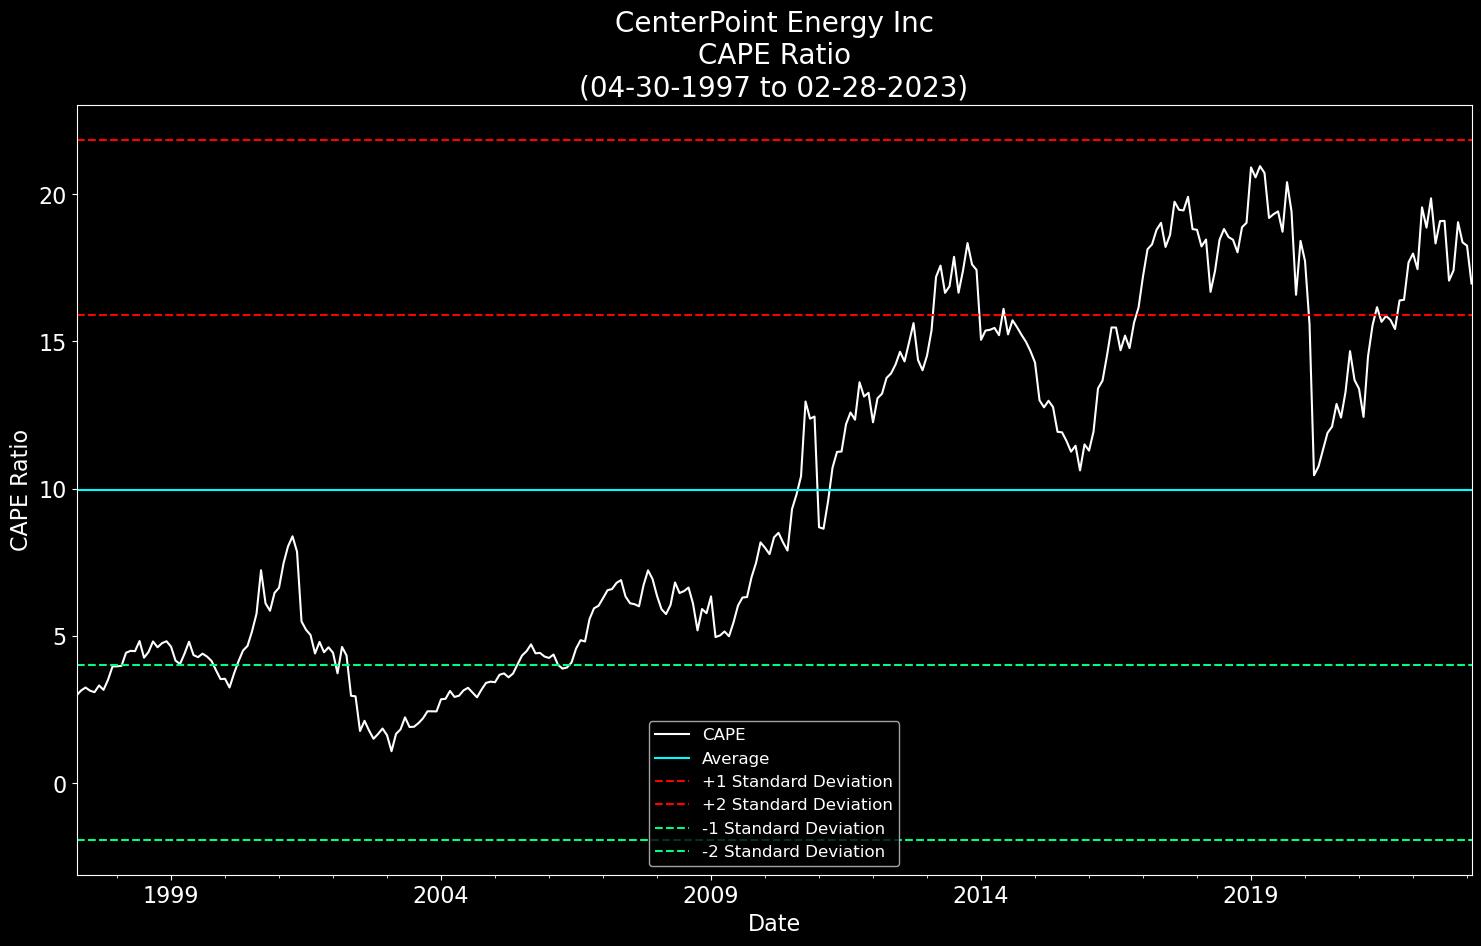 CenterPoint Energy Inc
CAPE Ratio
(04-30-1997 to 02-28-2023)
20
15
10
5
0
CAPE Ratio
CAPE
Average
+1 Standard Deviation
+2 Standard Deviation
-1 Standard Deviation
-2 Standard Deviation
1999 2004 2009 2014 2019
Date